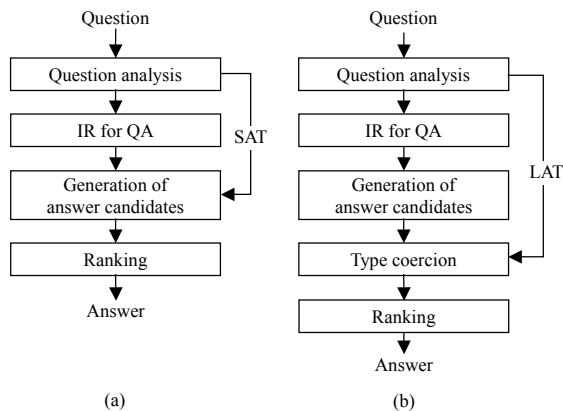 Question
Question analysis
IR for QA
SAT
Generation of
answer candidates
Ranking
Answer
(a)
Question
Question analysis
IR for QA
Generation of
answer candidates
LAT
Type coercion
Ranking
Answer
(b)